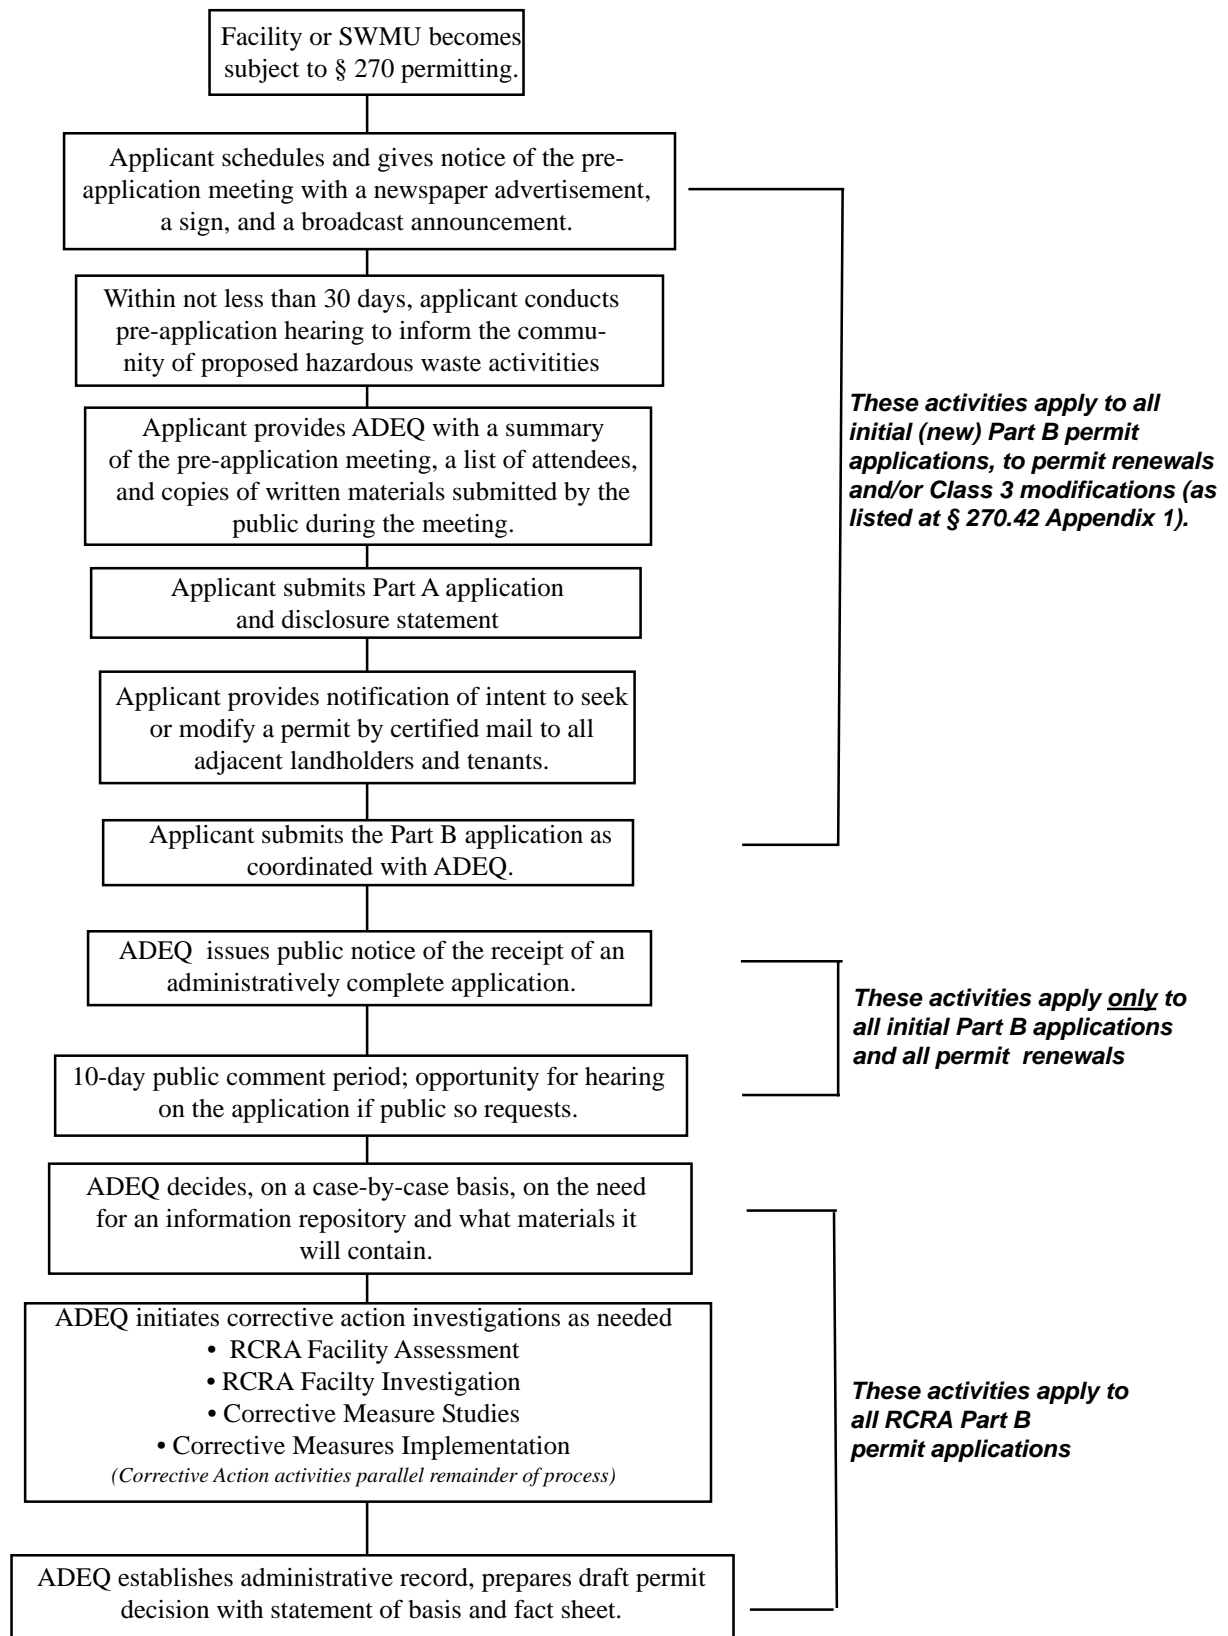 Facility or SWMU becomes
subject to § 270 permitting.
Applicant schedules and gives notice of the pre-
application meeting with a newspaper advertisement,
a sign, and a broadcast announcement.
Within not less than 30 days, applicant conducts
pre-application hearing to inform the commu-
nity of proposed hazardous waste activitities
Applicant provides ADEQ with a summary
of the pre-application meeting, a list of attendees,
and copies of written materials submitted by the
public during the meeting.
Applicant submits Part A application
and disclosure statement
Applicant provides notification of intent to seek
or modify a permit by certified mail to all
adjacent landholders and tenants.
Applicant submits the Part B application as
coordinated with ADEQ.
These activities apply to all
initial (new) Part B permit
applications, to permit renewals
and/or Class 3 modifications (as
listed at § 270.42 Appendix 1).
ADEQ issues public notice of the receipt of an
administratively complete application.
10-day public comment period; opportunity for hearing
on the application if public so requests.
These activities apply only to
all initial Part B applications
and all permit renewals
ADEQ decides, on a case-by-case basis, on the need
for an information repository and what materials it
will contain.
ADEQ initiates corrective action investigations as needed
• RCRA Facility Assessment
• RCRA Facilty Investigation
• Corrective Measure Studies
• Corrective Measures Implementation
(Corrective Action activities parallel remainder of process)
ADEQ establishes administrative record, prepares draft permit
decision with statement of basis and fact sheet.
These activities apply to
all RCRA Part B
permit applications